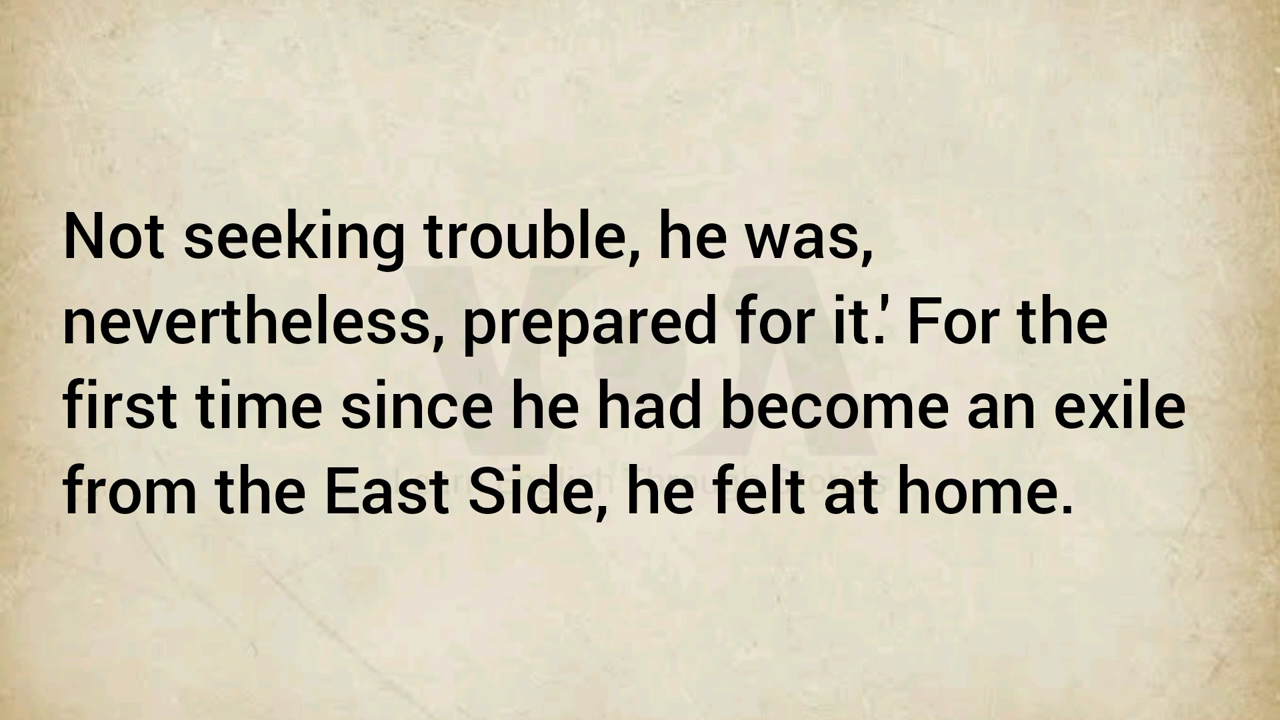 Not seeking trouble, he was,
nevertheless, prepared for it.' For the
first time since he had become an exile
from the East Side, he felt at home.
VOA